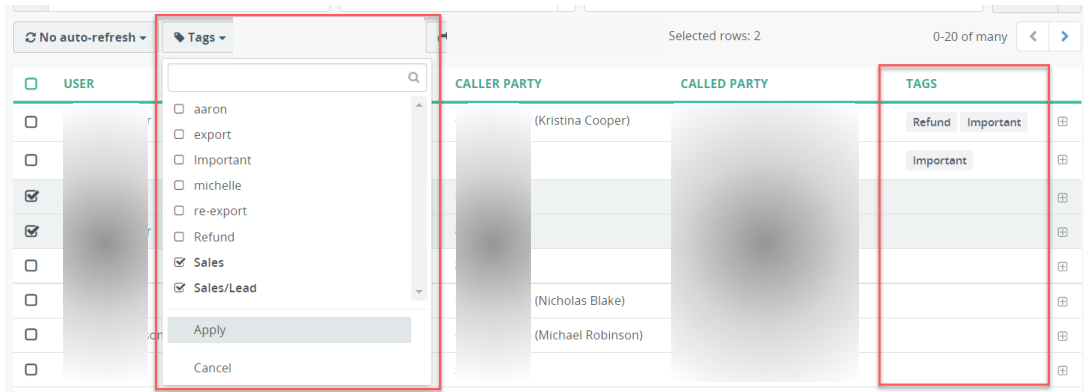 No auto-refresh Tags Selected rows: 2 0-20 of many
USER CALLER PARTY CALLED PARTY TAGS
aaron
(Kristina Cooper) Refund Important
export
Important
Important
michelle
re-export
Refund
Sales
Sales/Lead
(Nicholas Blake)
Apply
(Michael Robinson)
Cancel